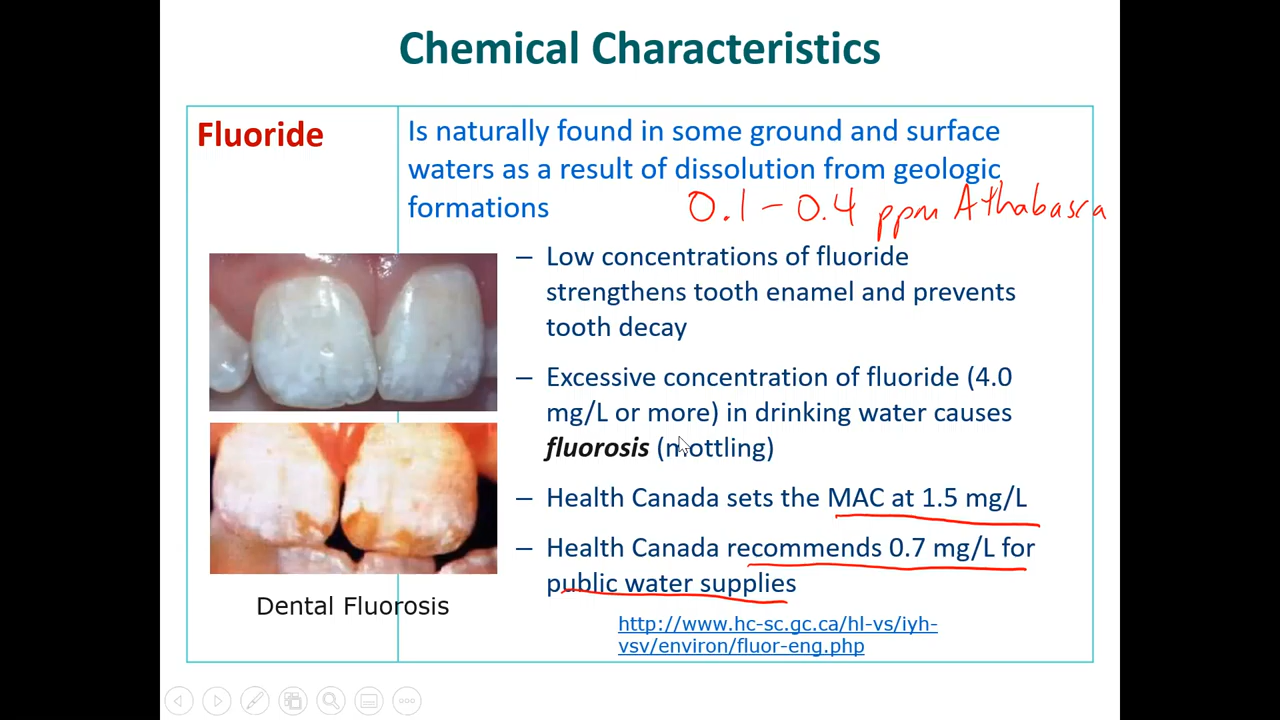 Chemical Characteristics
Fluoride
Is naturally found in some ground and surface
waters as a result of dissolution from geologic
formations
0.1 – 0.4 ppm Athabasca
– Low concentrations of fluoride
strengthens tooth enamel and prevents
tooth decay
– Excessive concentration of fluoride (4.0
mg/L or more) in drinking water causes
fluorosis (mottling)
– Health Canada sets the MAC at 1.5 mg/L
– Health Canada recommends 0.7 mg/L for
public water supplies
Dental Fluorosis
http://www.hc-sc.gc.ca/hl-vs/iyh-
vsv/environ/fluor-eng.php